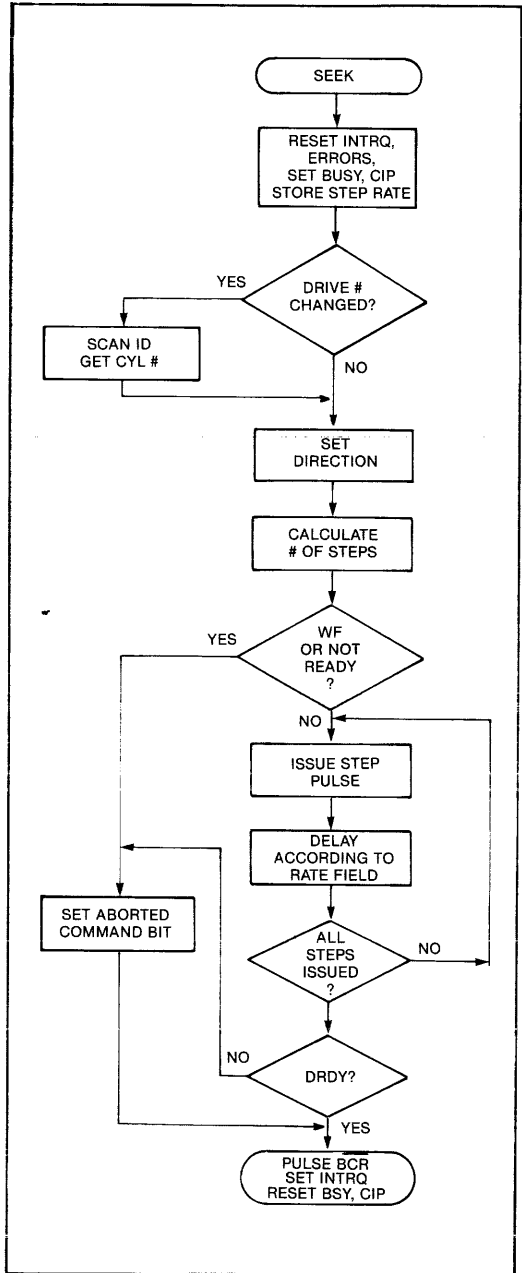 SEEK
RESET INTRQ,
ERRORS,
SET BUSY, CIP
STORE STEP RATE
DRIVE #
CHANGED?
YES
SCAN ID
GET CYL #
NO
SET
DIRECTION
CALCULATE
# OF STEPS
WF
OR NOT
READY
?
YES
NO
ISSUE STEP
PULSE
DELAY
ACCORDING TO
RATE FIELD
SET ABORTED
COMMAND BIT
ALL
STEPS
ISSUED
?
NO
NO
DRDY?
YES
PULSE BCR
SET INTRQ
RESET BSY, CIP